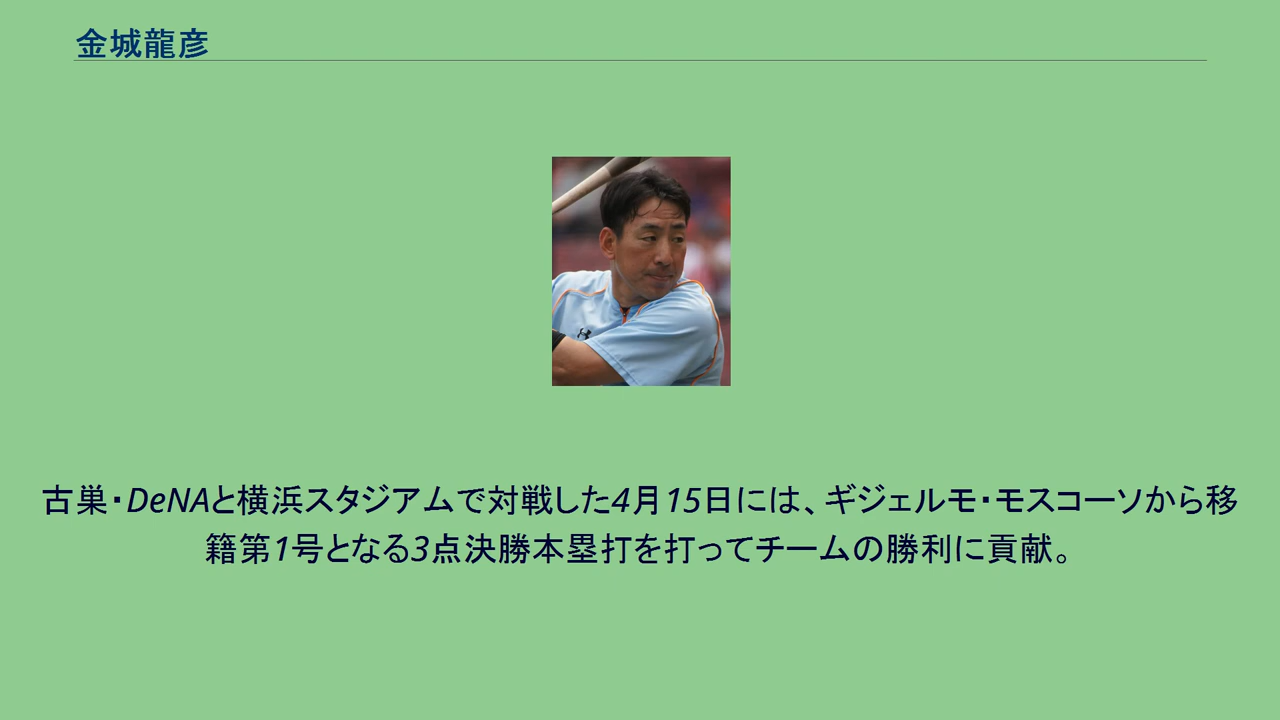 金城龍彦
古巣・DeNAと横浜スタジアムで対戦した4月15日には、ギジェルモ・モスコーソから移
籍第1号となる3点決勝本塁打を打ってチームの勝利に貢献。